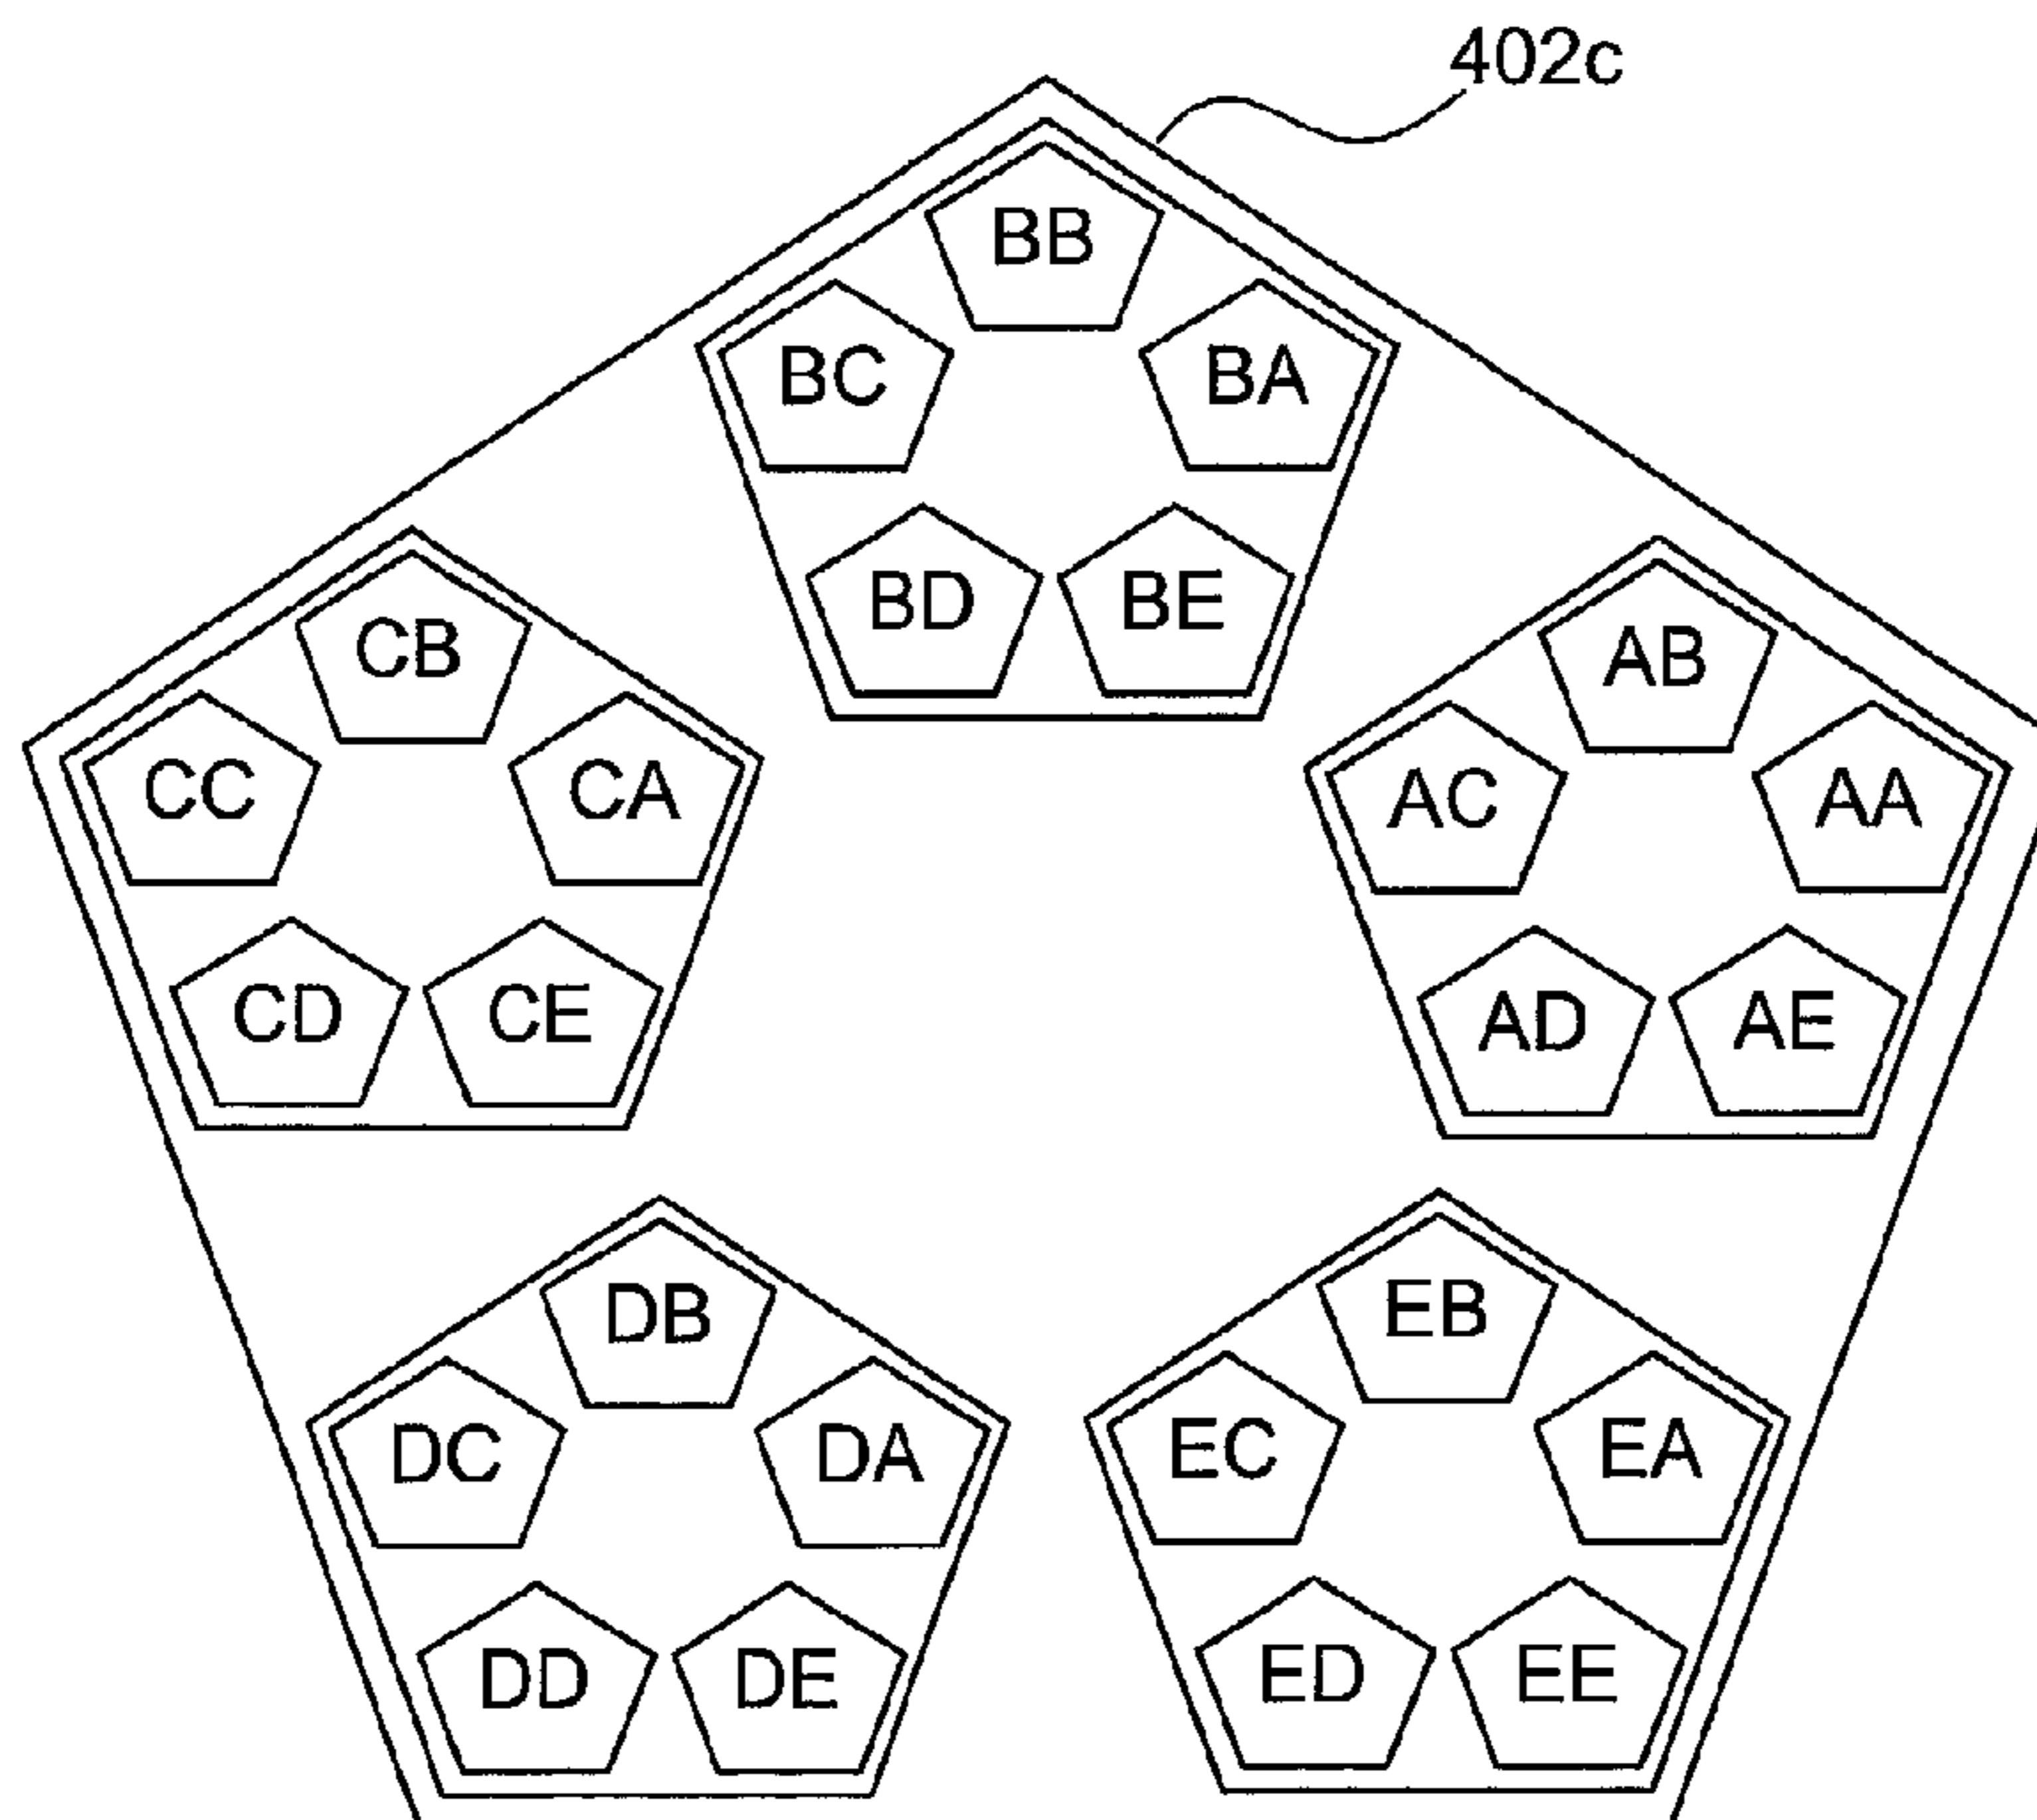 402c
BB
BC BA
BD BE
CB
CC CA
CD CE
AB
AC AA
AD AE
DB
DC DA
DD DE
EB
EC EA
ED EE